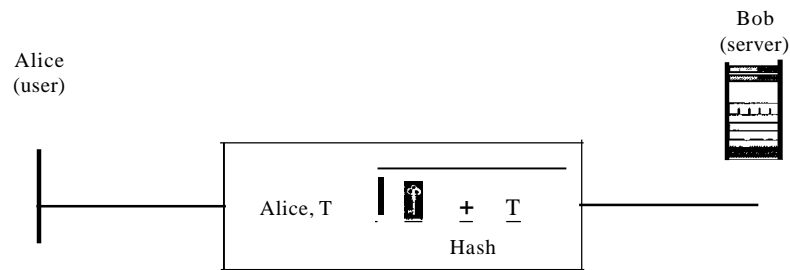 Bob
(server)
Alice
(user)
Alice, T + T
Hash